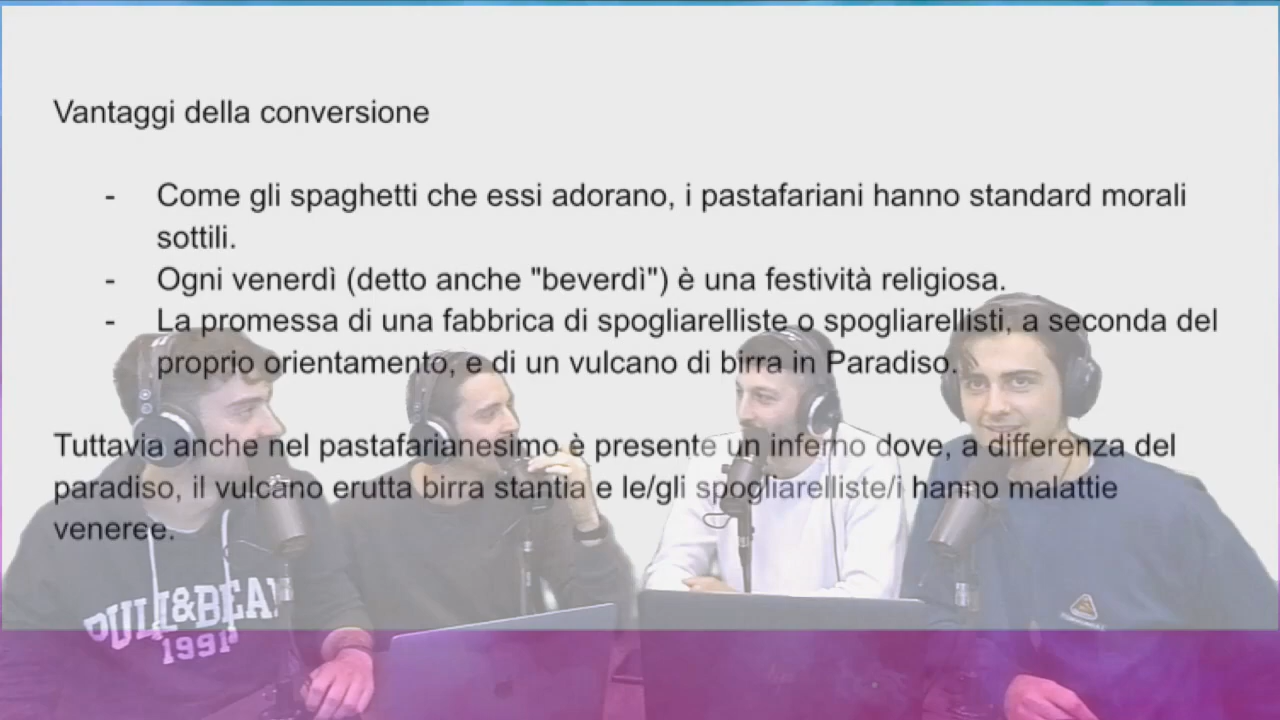 Vantaggi della conversione
- Come gli spaghetti che essi adorano, i pastafariani hanno standard morali
sottili.
- Ogni venerdì (detto anche "beverdì") è una festività religiosa.
- La promessa di una fabbrica di spogliarelliste o spogliarellisti, a seconda del
proprio orientamento, e di un vulcano di birra in Paradiso.
Tuttavia anche nel pastafarianesimo è presente un inferno dove, a differenza del
paradiso, il vulcano erutta birra stantia e le/gli spogliarelliste/i hanno malattie
veneree.
PULL&BEAR
1991